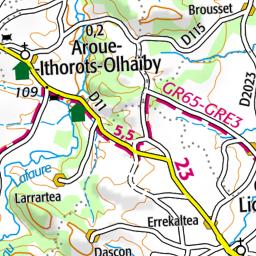 Brousset
0,2
D115
Aroue-
Ithorots-Olhaïby
GR65-GRE3
D2023
109
D11
5,5
23
Lafaure
Larrartea
Errekaltea
Dascon